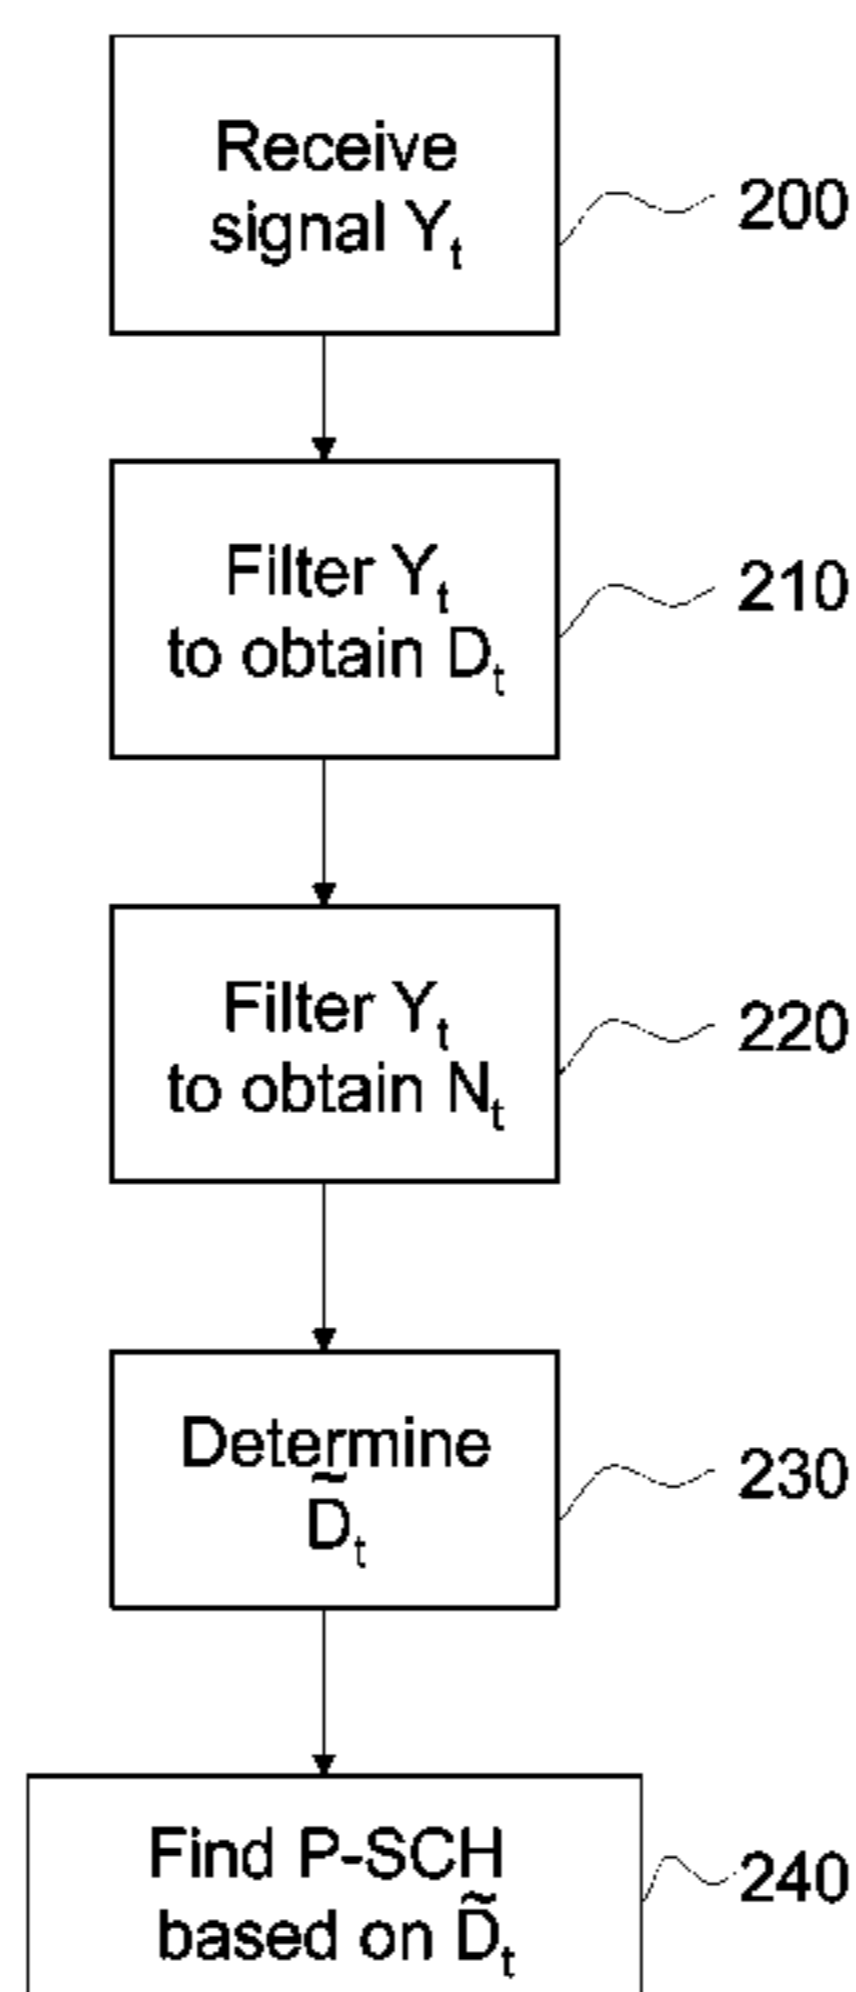 Receive
signal Yt
200
Filter Yt
to obtain Dt
210
Filter Yt
to obtain Nt
220
Determine
D̃t
230
Find P-SCH
based on D̃t
240